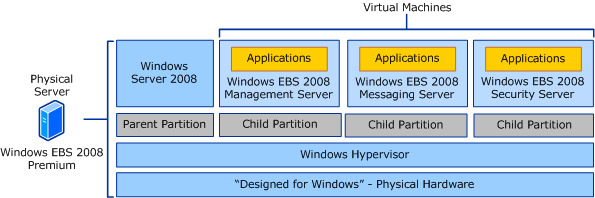 Virtual Machines
Physical
Server
Windows EBS 2008
Premium
Windows
Server 2008
Applications
Windows EBS 2008
Management Server
Applications
Windows EBS 2008
Messaging Server
Applications
Windows EBS 2008
Security Server
Parent Partition
Child Partition
Child Partition
Child Partition
Windows Hypervisor
“Designed for Windows” - Physical Hardware